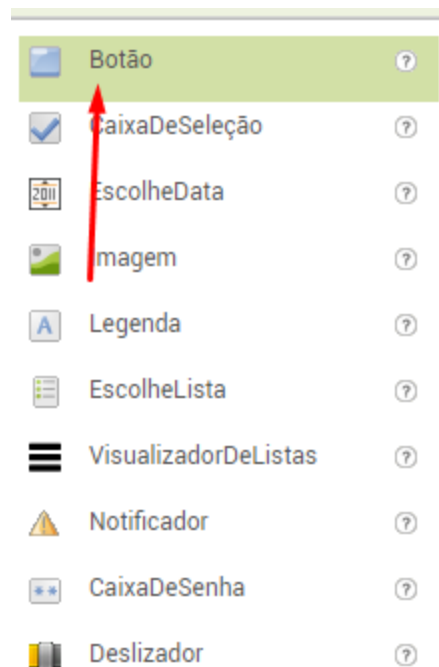 Botão
CaixaDeSeleção
2011 EscolheData
Imagem
A Legenda
EscolheLista
VisualizadorDeListas
Notificador
CaixaDeSenha
Deslizador